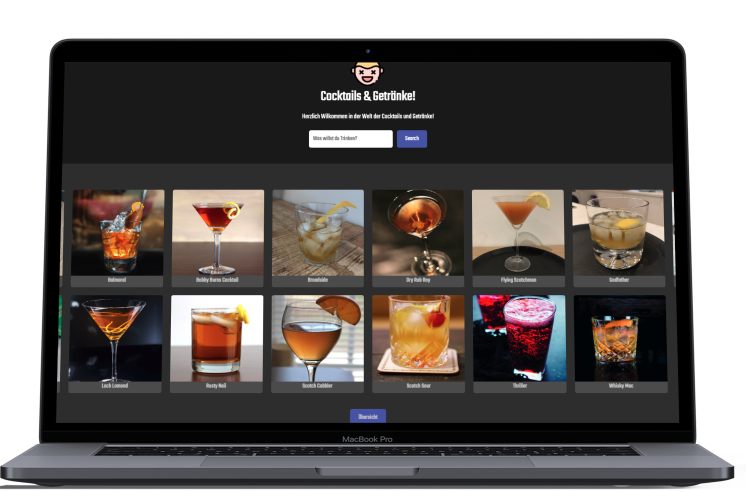 Cocktails & Getränke!
Herzlich Willkommen in der Welt der Cocktails und Getränke!
Was willst du Trinken?
Search
Balmoral
Bobby Burns Cocktail
Broadside
Dry Rob Roy
Flying Scotchman
Godfather
Loch Lomond
Rusty Nail
Scotch Cobbler
Scotch Sour
Thriller
Whisky Mac
Übersicht
MacBook Pro